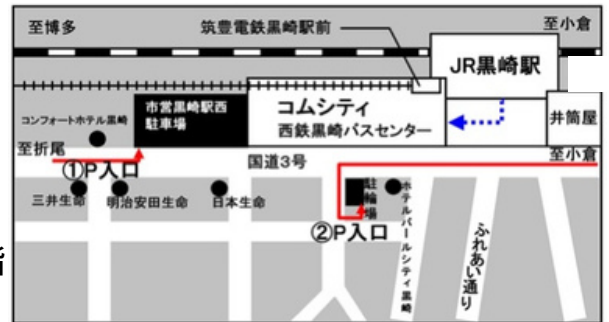 至博多
筑豊電鉄黒崎駅前
至小倉
JR黒崎駅
市営黒崎駅西
駐車場
コムシティ
西鉄黒崎バスセンター
井筒屋
コンフォートホテル黒崎
至折尾
①P入口
国道3号
至小倉
三井生命
明治安田生命
日本生命
駐輪場
ホテルパールシティ黒崎
②P入口
ふれあい通り